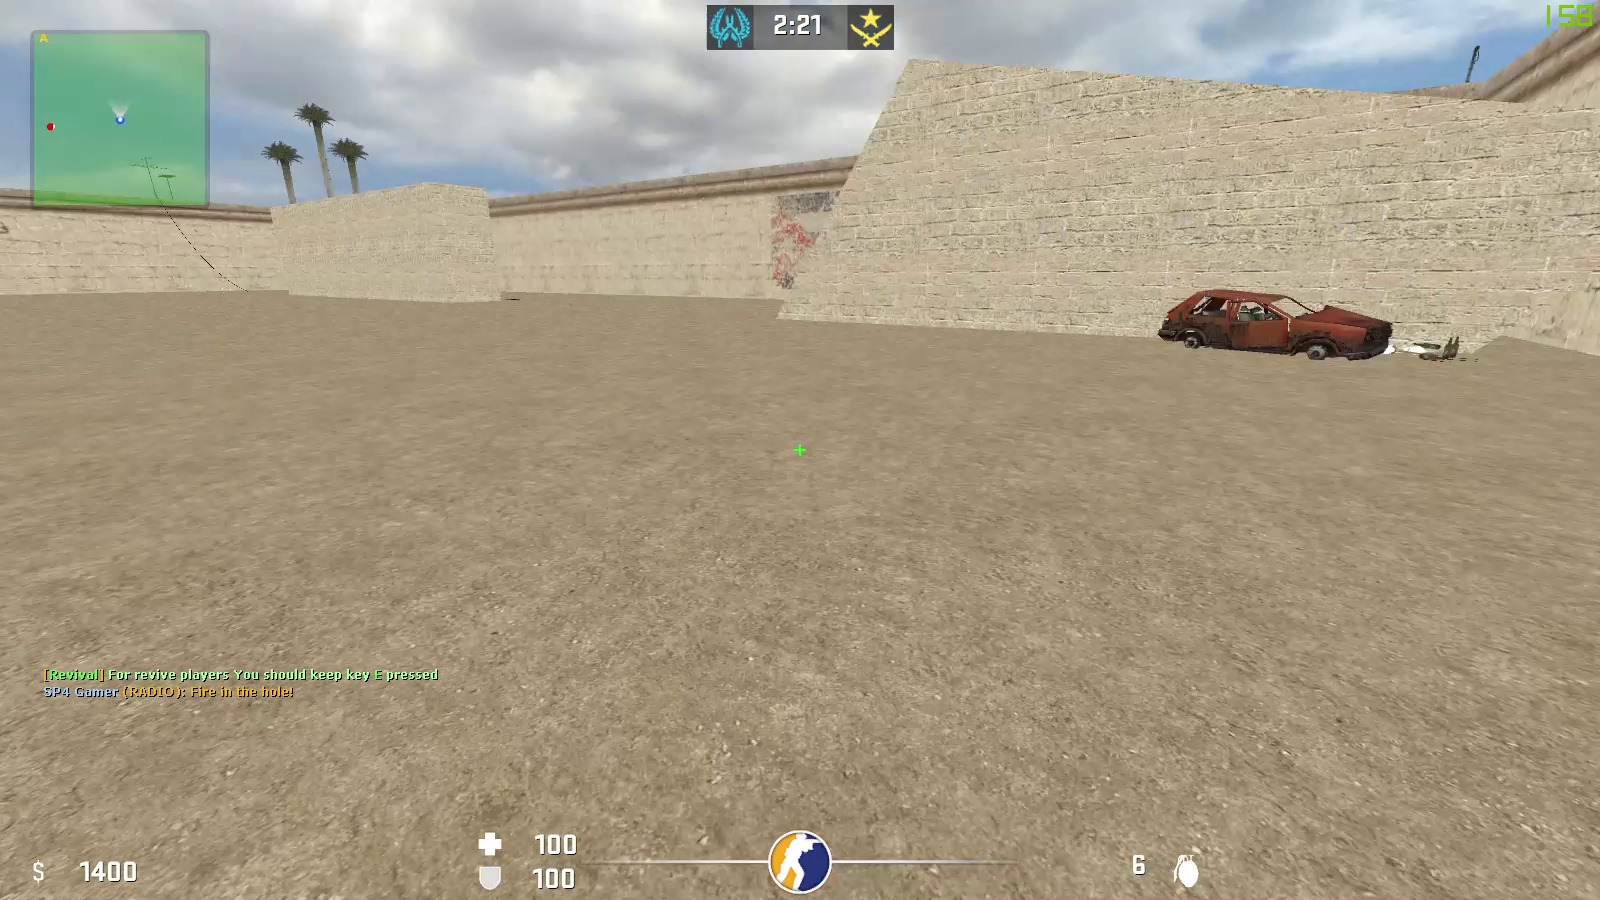 A
2:21
158
[Revival] For revive players You should keep key E pressed
SP4 Gamer (RADIO): Fire in the hole!
$ 1400
100
100
6